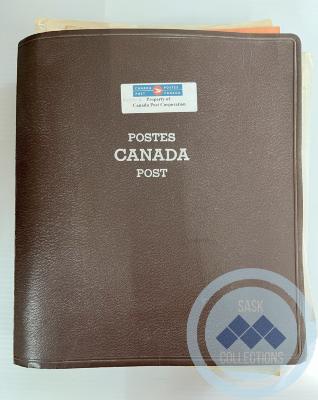 CANADA POSTES
POST CANADA
Property of
Canada Post Corporation
POSTES
CANADA
POST
SASK
COLLECTIONS